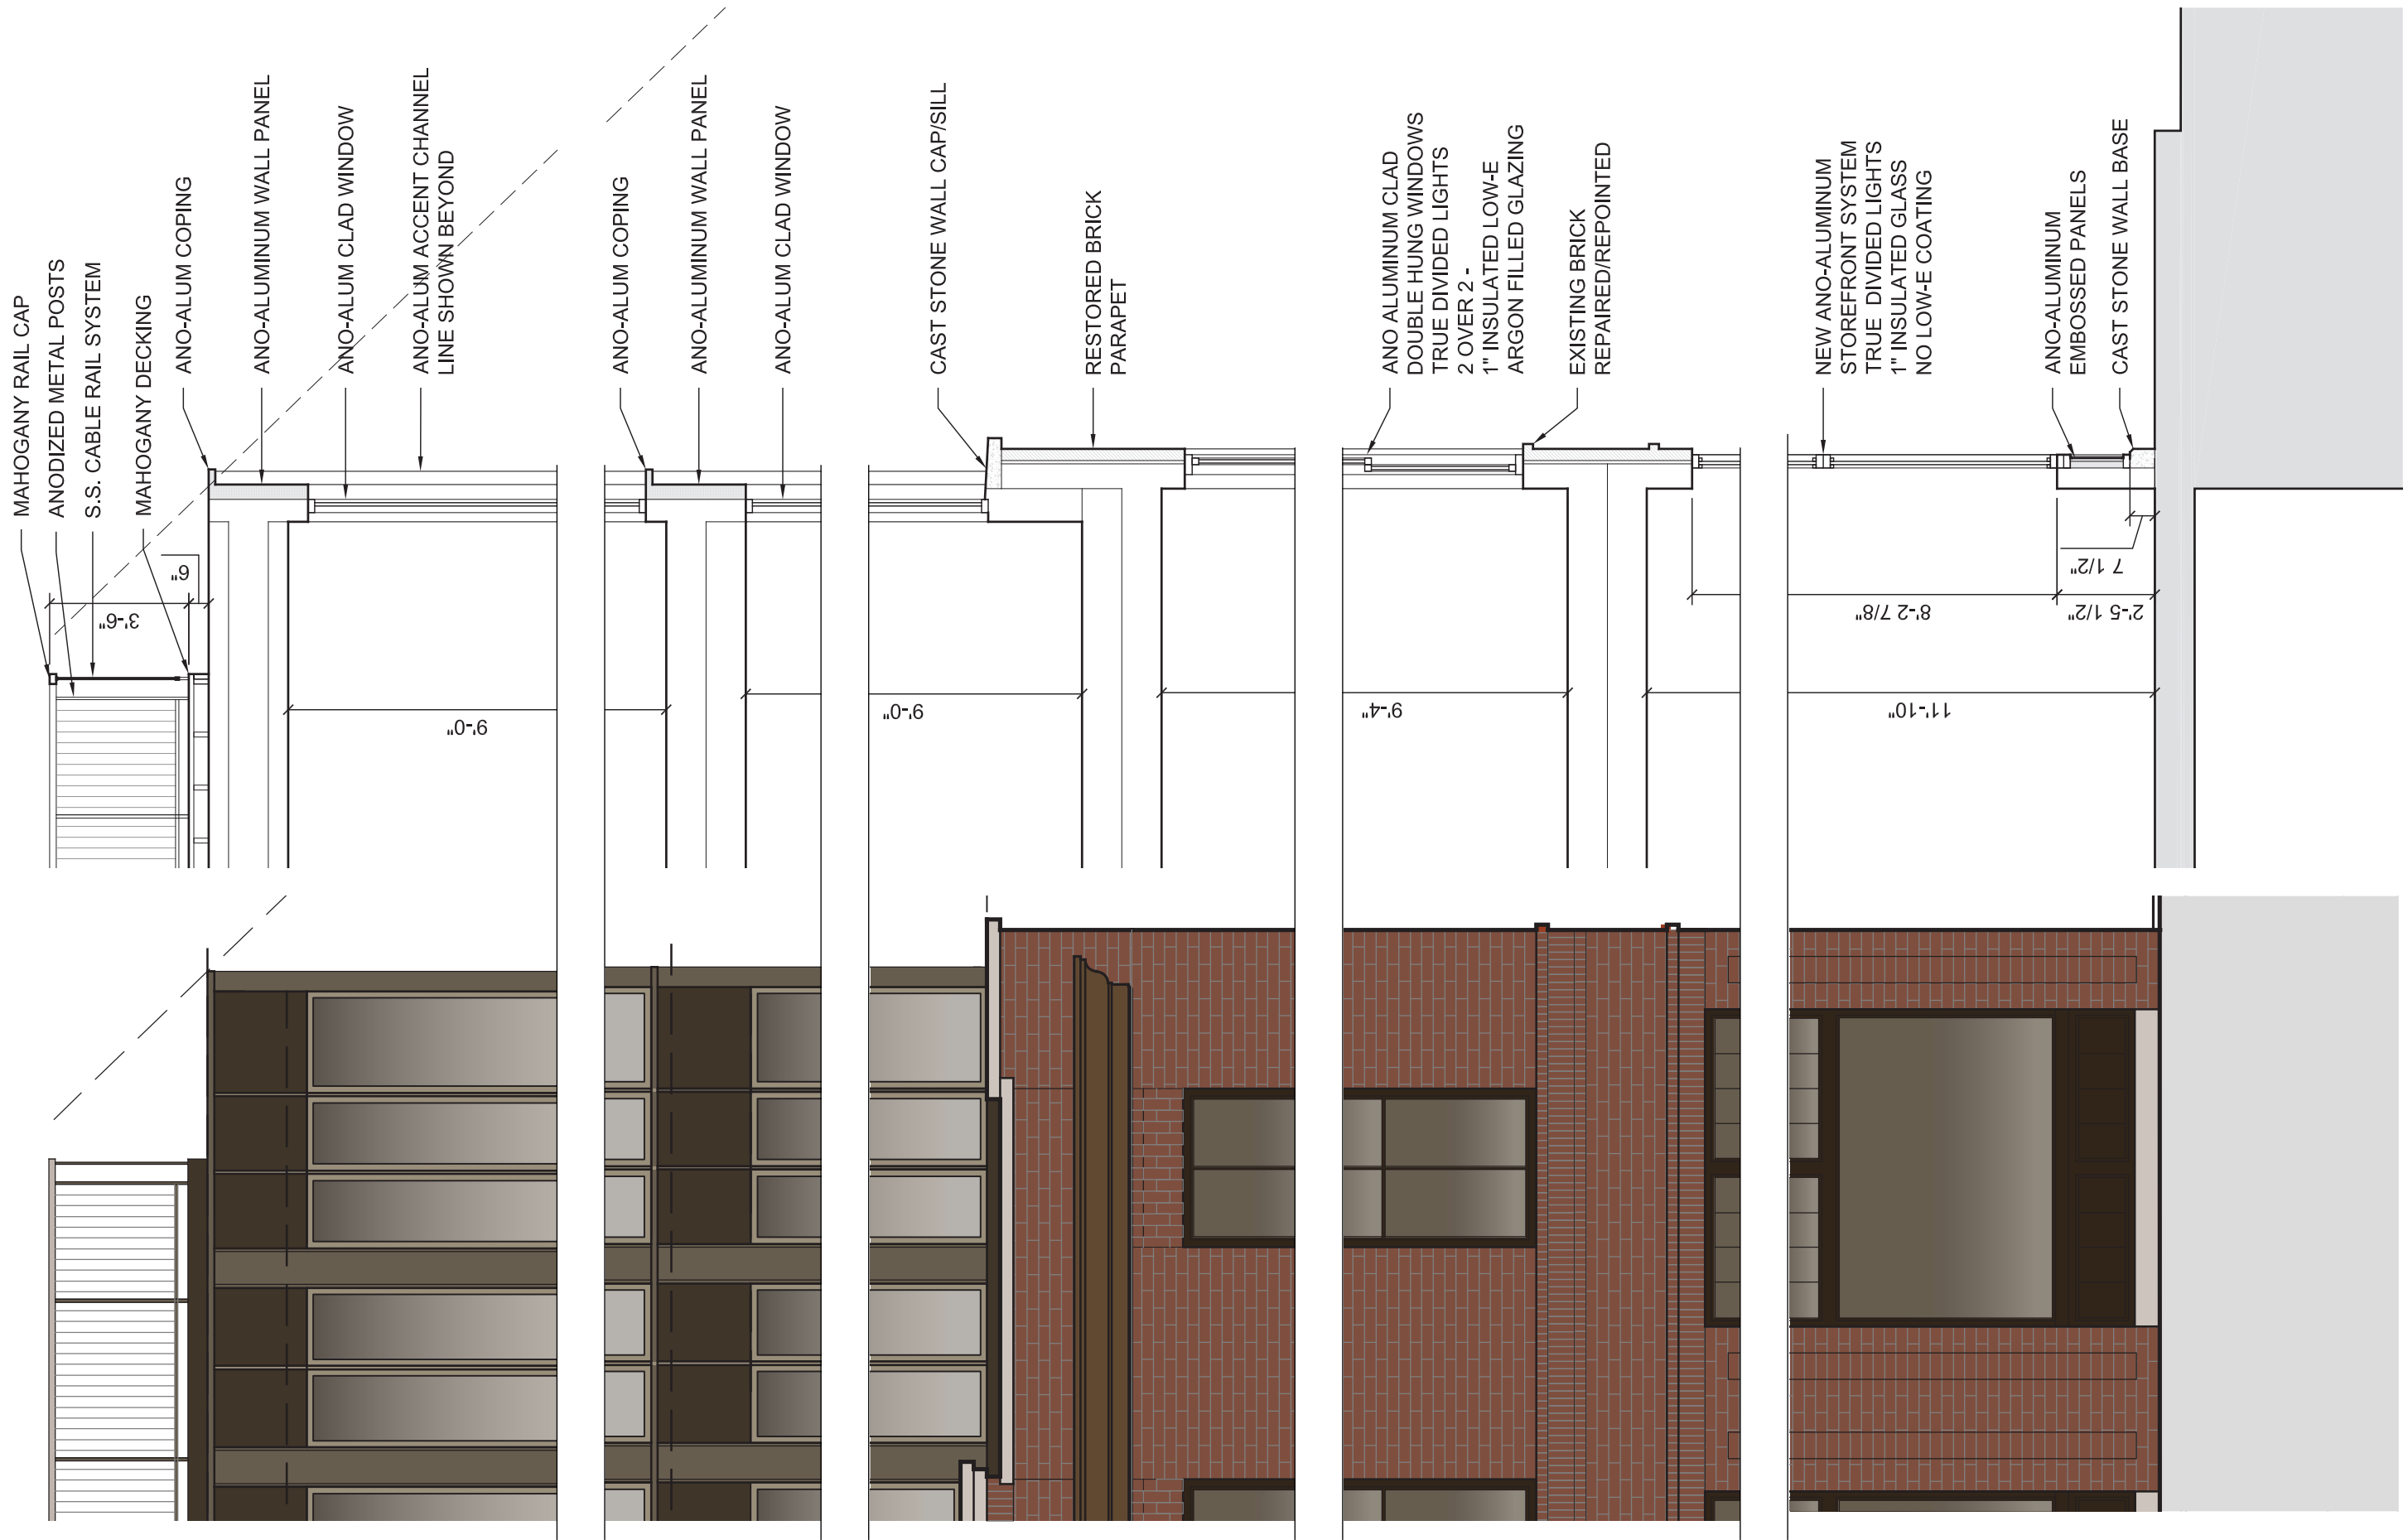 MAHOGANY RAIL CAP
ANODIZED METAL POSTS
S.S. CABLE RAIL SYSTEM
MAHOGANY DECKING
ANO-ALUM COPING
ANO-ALUMINUM WALL PANEL
ANO-ALUM CLAD WINDOW
ANO-ALUM ACCENT CHANNEL
LINE SHOWN BEYOND
ANO-ALUM COPING
ANO-ALUMINUM WALL PANEL
ANO-ALUM CLAD WINDOW
CAST STONE WALL CAP/SILL
RESTORED BRICK
PARAPET
ANO ALUMINUM CLAD
DOUBLE HUNG WINDOWS
TRUE DIVIDED LIGHTS
2 OVER 2 -
1" INSULATED LOW-E
ARGON FILLED GLAZING
EXISTING BRICK
REPAIRED/REPOINTED
NEW ANO-ALUMINUM
STOREFRONT SYSTEM
TRUE DIVIDED LIGHTS
1" INSULATED GLASS
NO LOW-E COATING
ANO-ALUMINUM
EMBOSSED PANELS
CAST STONE WALL BASE
3'-6"
6"
9'-0"
9'-0"
9'-4"
11'-10"
8'-2 7/8"
2'-5 1/2"
7 1/2"